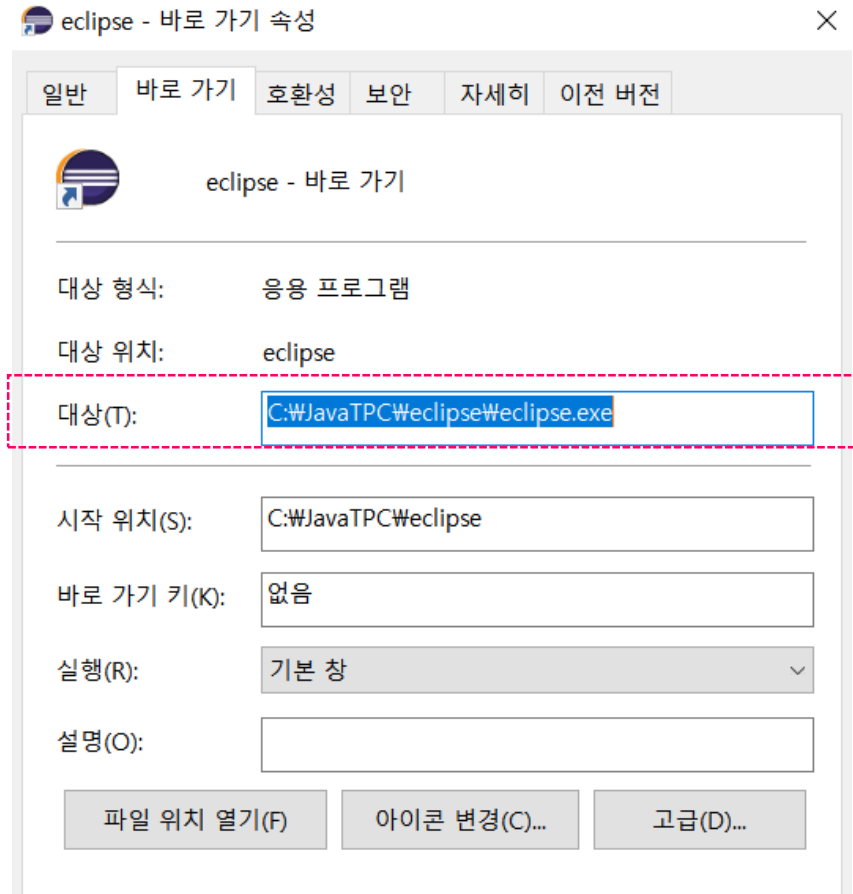 eclipse - 바로 가기 속성
일반 바로 가기 호환성 보안 자세히 이전 버전
eclipse - 바로 가기
대상 형식: 응용 프로그램
대상 위치: eclipse
대상(T): C:₩JavaTPC₩eclipse₩eclipse.exe
시작 위치(S): C:₩JavaTPC₩eclipse
바로 가기 키(K): 없음
실행(R): 기본 창
설명(O):
파일 위치 열기(F) 아이콘 변경(C)... 고급(D)...